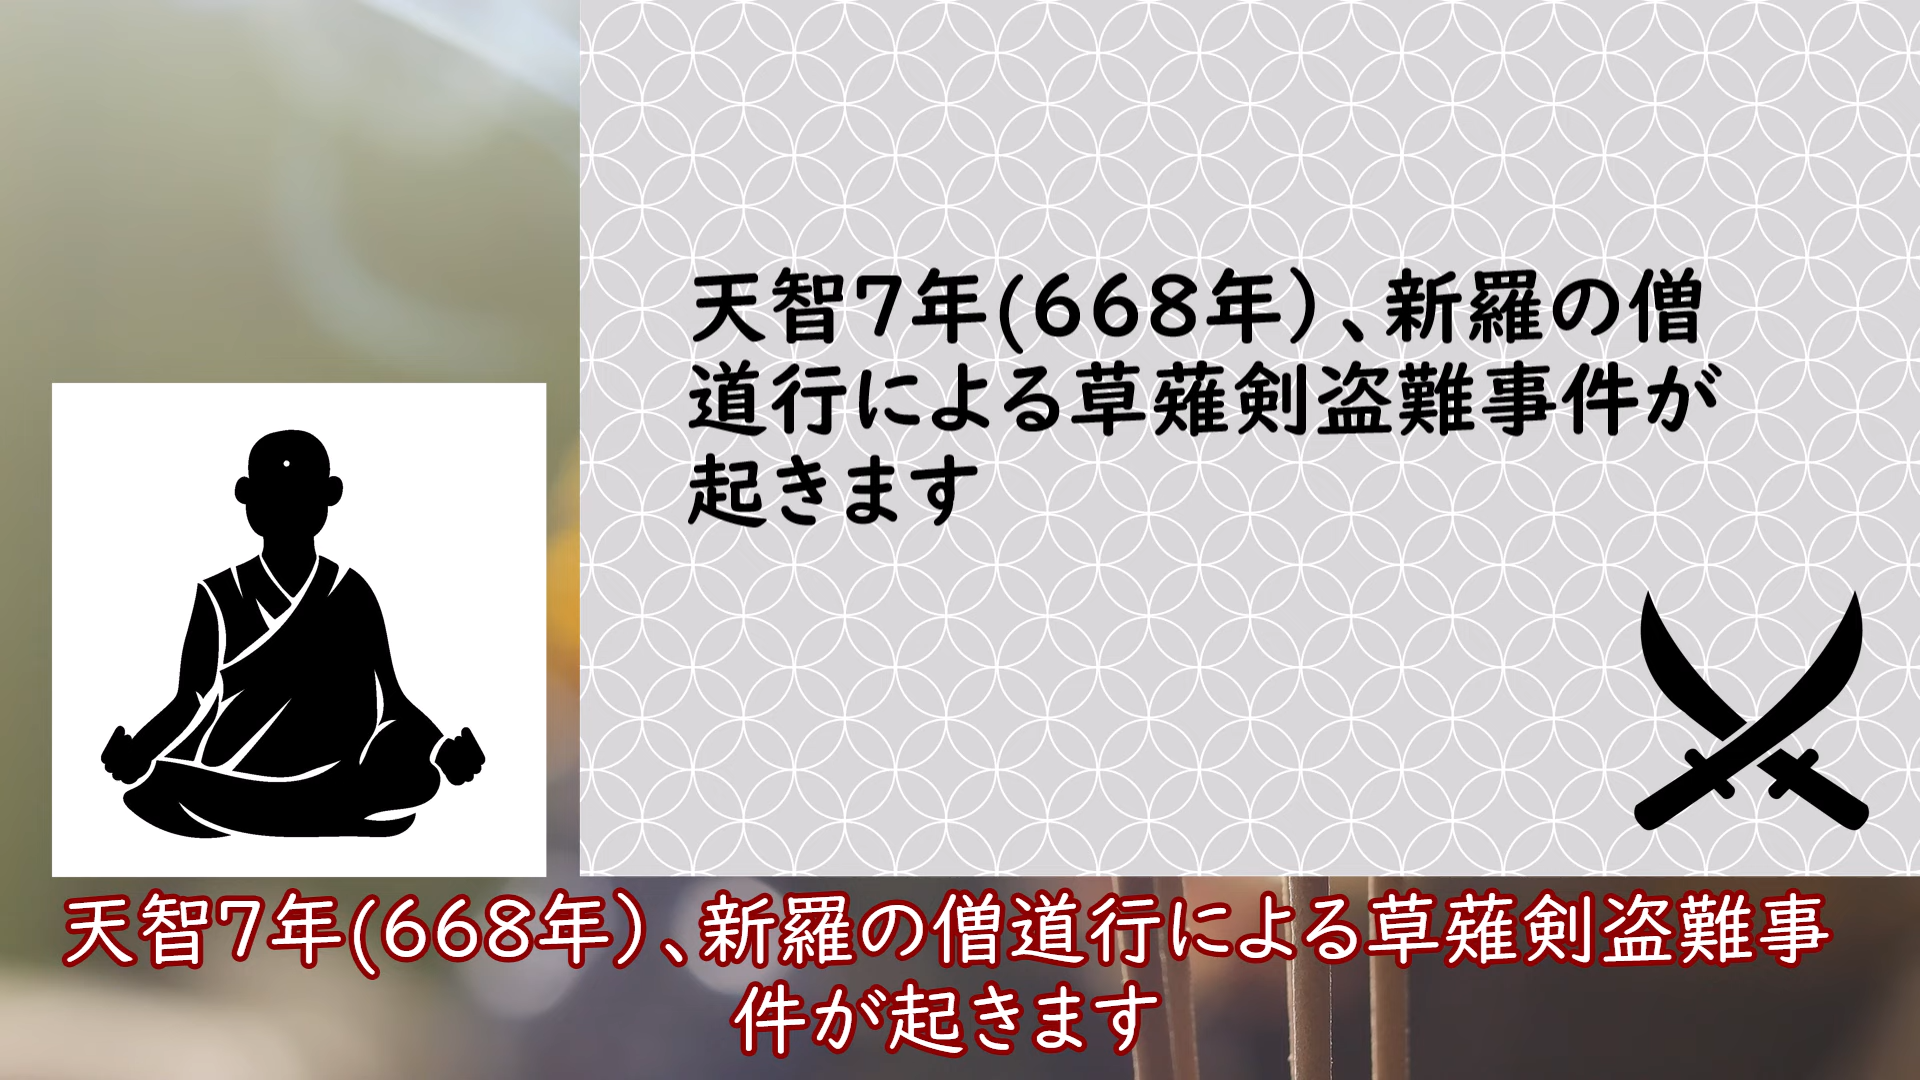 天智7年(668年)、新羅の僧
道行による草薙剣盗難事件が
起きます
天智7年(668年)、新羅の僧道行による草薙剣盗難事
件が起きます